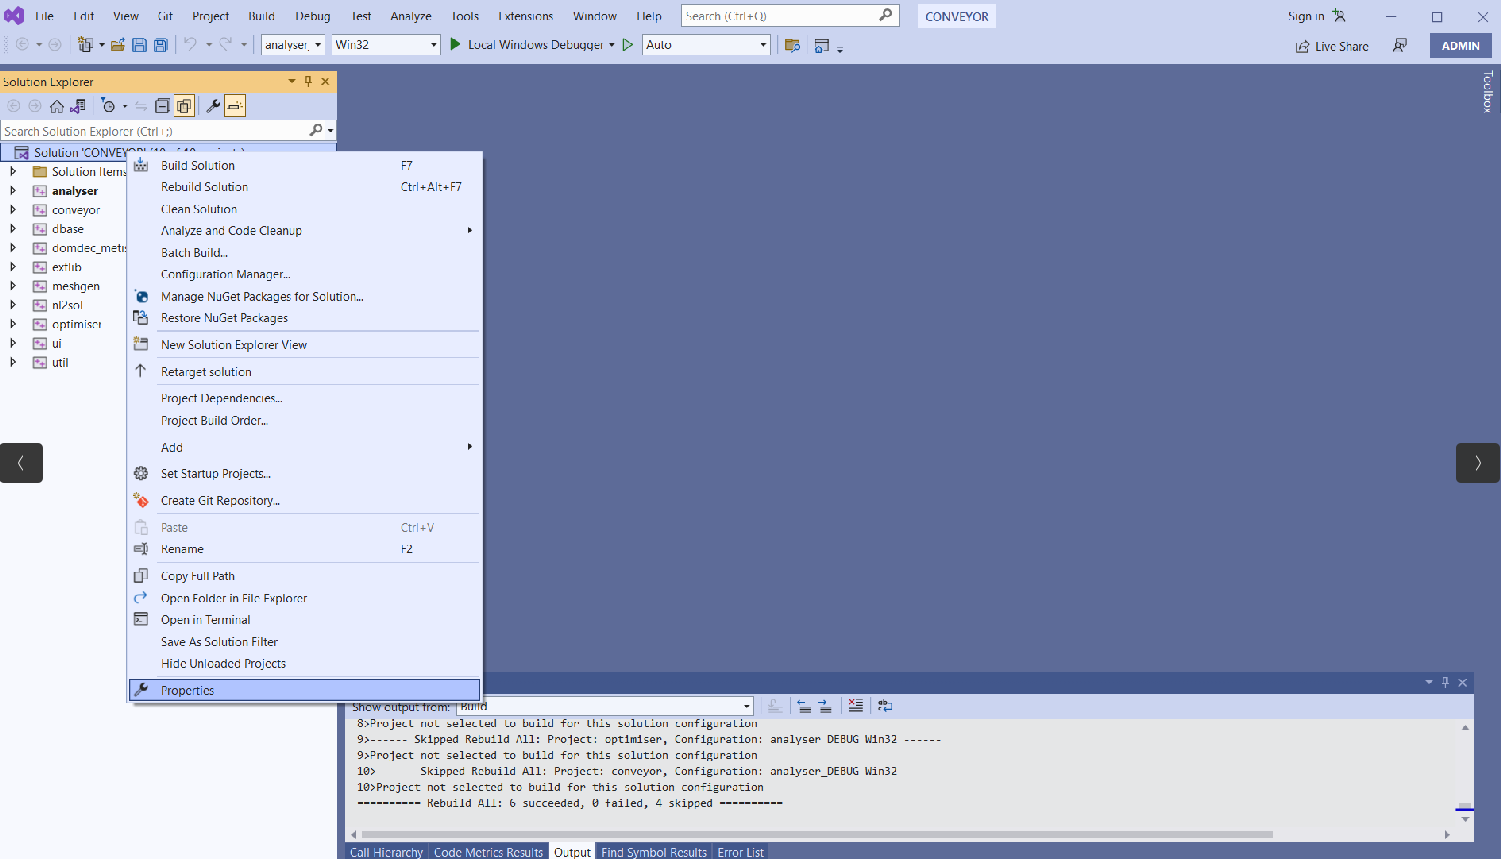 File Edit View Git Project Build Debug Test Analyze Tools Extensions Window Help Search (Ctrl+Q) CONVEYOR Sign in
analyser_ Win32 Local Windows Debugger Auto Live Share ADMIN
Solution Explorer
Toolbox
Search Solution Explorer (Ctrl+;)
Solution 'CONVEYOR'
Solution Items
analyser
conveyor
dbase
domdec_metis
extlib
meshgen
nl2sol
optimiser
ui
util
Build Solution F7
Rebuild Solution Ctrl+Alt+F7
Clean Solution
Analyze and Code Cleanup
Batch Build...
Configuration Manager...
Manage NuGet Packages for Solution...
Restore NuGet Packages
New Solution Explorer View
Retarget solution
Project Dependencies...
Project Build Order...
Add
Set Startup Projects...
Create Git Repository...
Paste Ctrl+V
Rename F2
Copy Full Path
Open Folder in File Explorer
Open in Terminal
Save As Solution Filter
Hide Unloaded Projects
Properties
Show output from: Build
8>Project not selected to build for this solution configuration
9>------ Skipped Rebuild All: Project: optimiser, Configuration: analyser_DEBUG Win32 ------
9>Project not selected to build for this solution configuration
10> Skipped Rebuild All: Project: conveyor, Configuration: analyser_DEBUG Win32
10>Project not selected to build for this solution configuration
========== Rebuild All: 6 succeeded, 0 failed, 4 skipped ==========
Call Hierarchy Code Metrics Results Output Find Symbol Results Error List